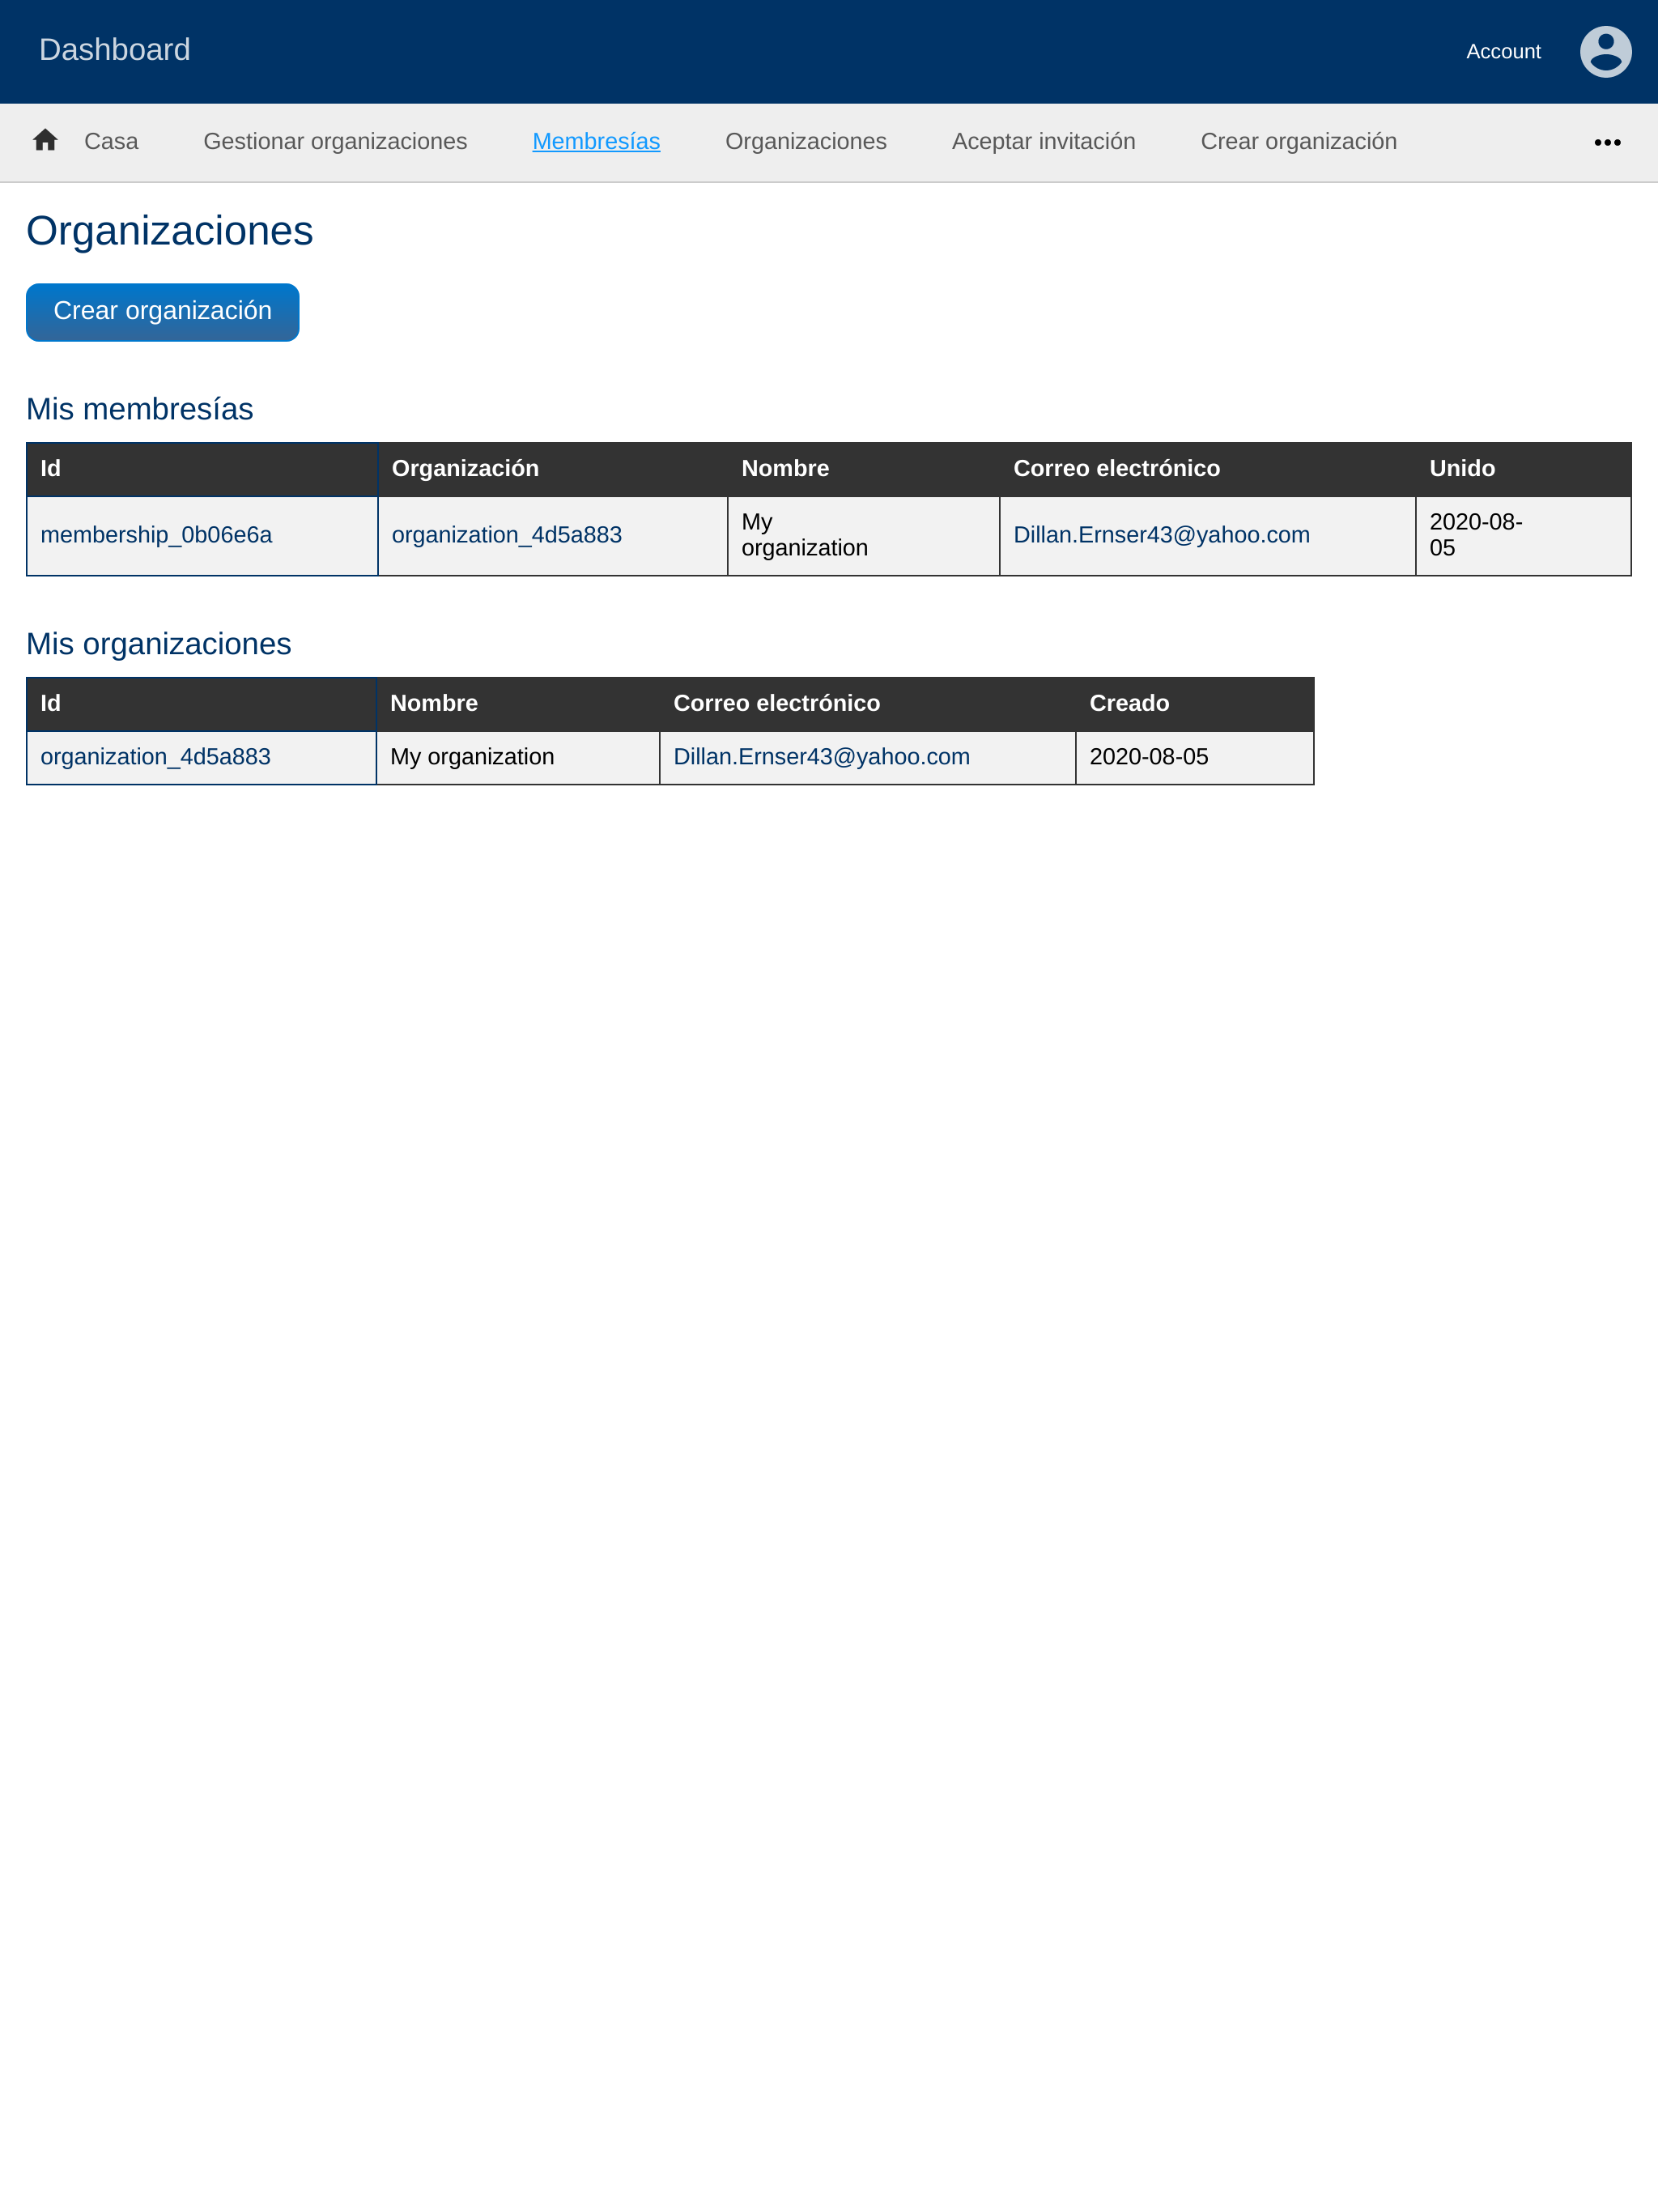 Dashboard
Account
Casa
Gestionar organizaciones
Membresías
Organizaciones
Aceptar invitación
Crear organización
Organizaciones
Crear organización
Mis membresías
Id Organización Nombre Correo electrónico Unido
membership_0b06e6a organization_4d5a883 My organization Dillan.Ernser43@yahoo.com 2020-08-05
Mis organizaciones
Id Nombre Correo electrónico Creado
organization_4d5a883 My organization Dillan.Ernser43@yahoo.com 2020-08-05